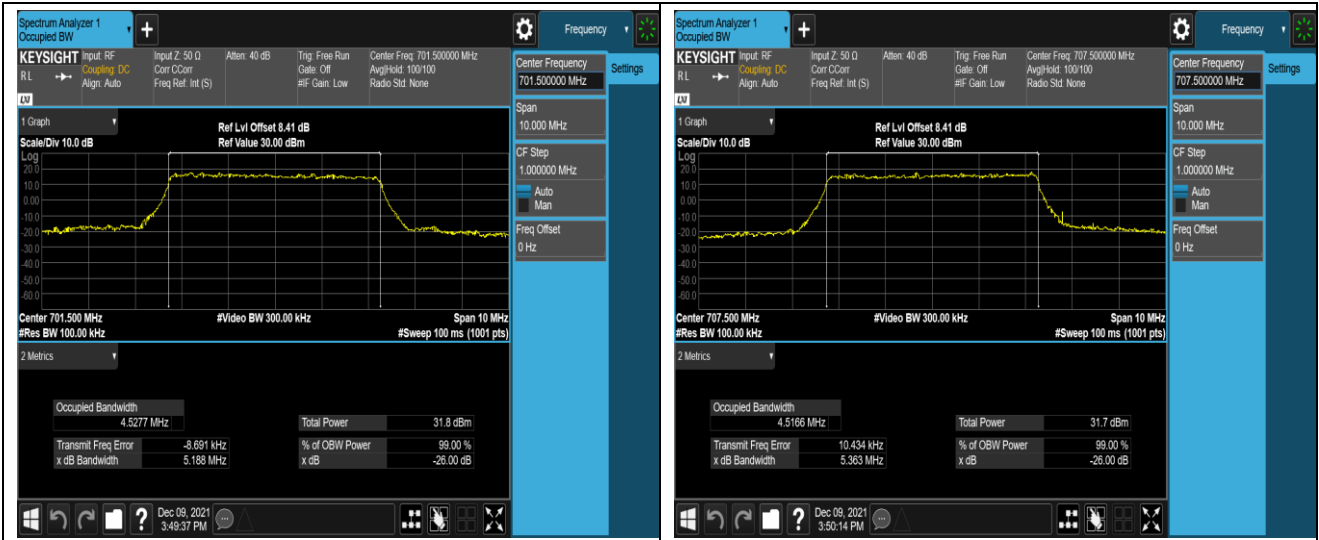 Spectrum Analyzer 1
Occupied BW
+
Frequency
KEYSIGHT
RL
LXI
Input: RF
Coupling: DC
Align: Auto
Input Z: 50 Ω
Corr CCorr
Freq Ref: Int (S)
Atten: 40 dB
Trig: Free Run
Gate: Off
#IF Gain: Low
Center Freq: 701.500000 MHz
Avg|Hold: 100/100
Radio Std: None
Center Frequency
701.500000 MHz
Settings
Span
10.000 MHz
CF Step
1.000000 MHz
Auto
Man
Freq Offset
0 Hz
1 Graph
Scale/Div 10.0 dB
Ref Lvl Offset 8.41 dB
Ref Value 30.00 dBm
Log
20.0
10.0
0.00
-10.0
-20.0
-30.0
-40.0
-50.0
-60.0
Center 701.500 MHz
#Video BW 300.00 kHz
Span 10 MHz
#Res BW 100.00 kHz
#Sweep 100 ms (1001 pts)
2 Metrics
Occupied Bandwidth
4.5277 MHz
Total Power 31.8 dBm
Transmit Freq Error -8.691 kHz
% of OBW Power 99.00 %
x dB Bandwidth 5.188 MHz
x dB -26.00 dB
?
Dec 09, 2021
3:49:37 PM
Spectrum Analyzer 1
Occupied BW
+
Frequency
KEYSIGHT
RL
LXI
Input: RF
Coupling: DC
Align: Auto
Input Z: 50 Ω
Corr CCorr
Freq Ref: Int (S)
Atten: 40 dB
Trig: Free Run
Gate: Off
#IF Gain: Low
Center Freq: 707.500000 MHz
Avg|Hold: 100/100
Radio Std: None
Center Frequency
707.500000 MHz
Settings
Span
10.000 MHz
CF Step
1.000000 MHz
Auto
Man
Freq Offset
0 Hz
1 Graph
Scale/Div 10.0 dB
Ref Lvl Offset 8.41 dB
Ref Value 30.00 dBm
Log
20.0
10.0
0.00
-10.0
-20.0
-30.0
-40.0
-50.0
-60.0
Center 707.500 MHz
#Video BW 300.00 kHz
Span 10 MHz
#Res BW 100.00 kHz
#Sweep 100 ms (1001 pts)
2 Metrics
Occupied Bandwidth
4.5166 MHz
Total Power 31.7 dBm
Transmit Freq Error 10.434 kHz
% of OBW Power 99.00 %
x dB Bandwidth 5.363 MHz
x dB -26.00 dB
?
Dec 09, 2021
3:50:14 PM